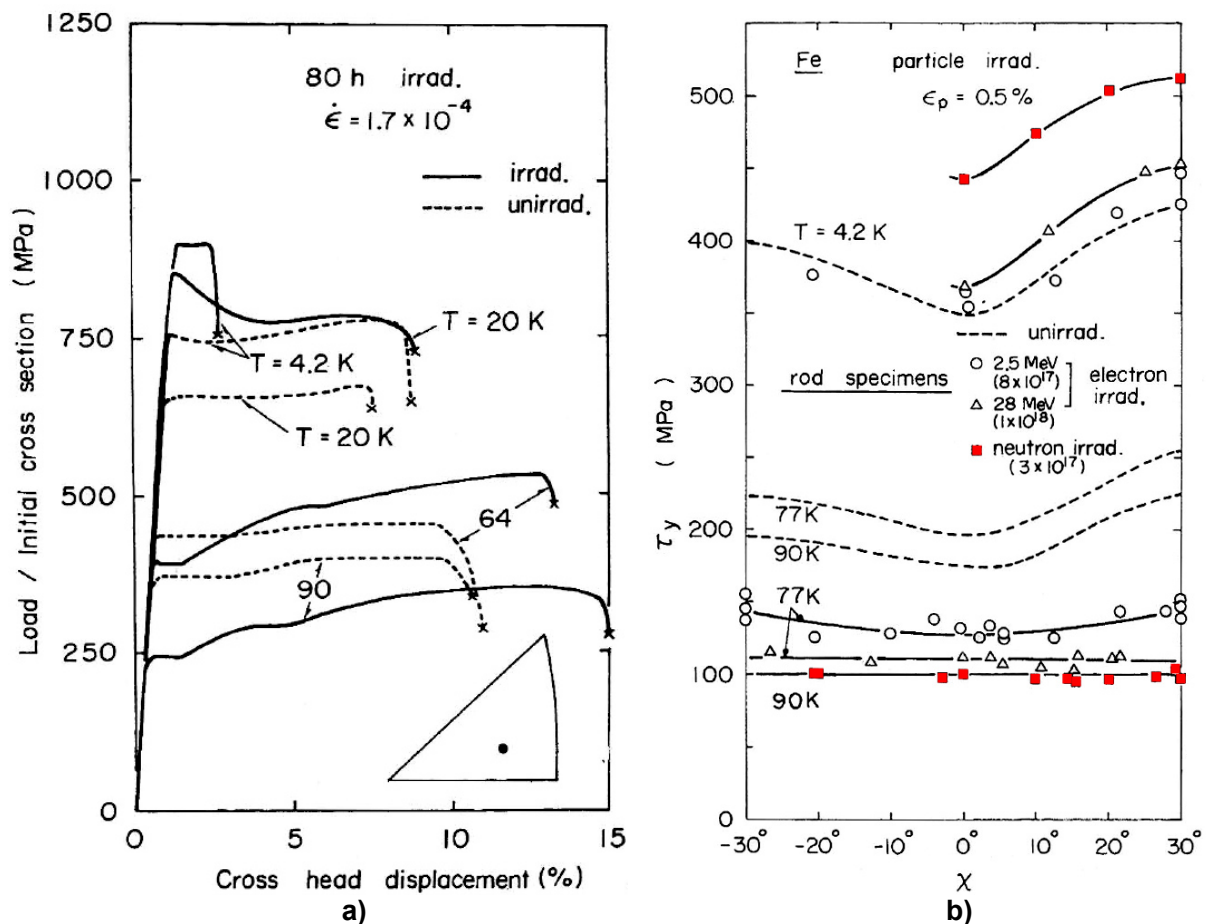 1250
1000
750
500
250
0
Load / Initial cross section (MPa)
80 h irrad.
ε̇ = 1.7 × 10⁻⁴
irrad.
unirrad.
T = 20 K
T = 4.2 K
T = 20 K
64
90
0
5
10
15
Cross head displacement (%)
a)
500
400
300
200
100
0
τy (MPa)
Fe particle irrad.
εp = 0.5 %
T = 4.2 K
unirrad.
rod specimens
2.5 MeV
(8×10¹⁷)
28 MeV
(1×10¹⁸)
electron
irrad.
neutron irrad.
(3×10¹⁷)
77K
90K
77K
90K
-30°
-20°
-10°
0°
10°
20°
30°
χ
b)